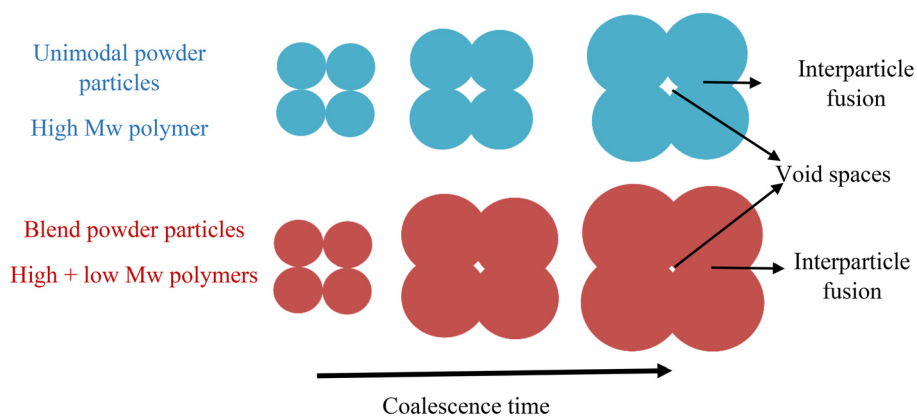 Unimodal powder
particles
High Mw polymer
Interparticle
fusion
Void spaces
Blend powder particles
High + low Mw polymers
Interparticle
fusion
Coalescence time